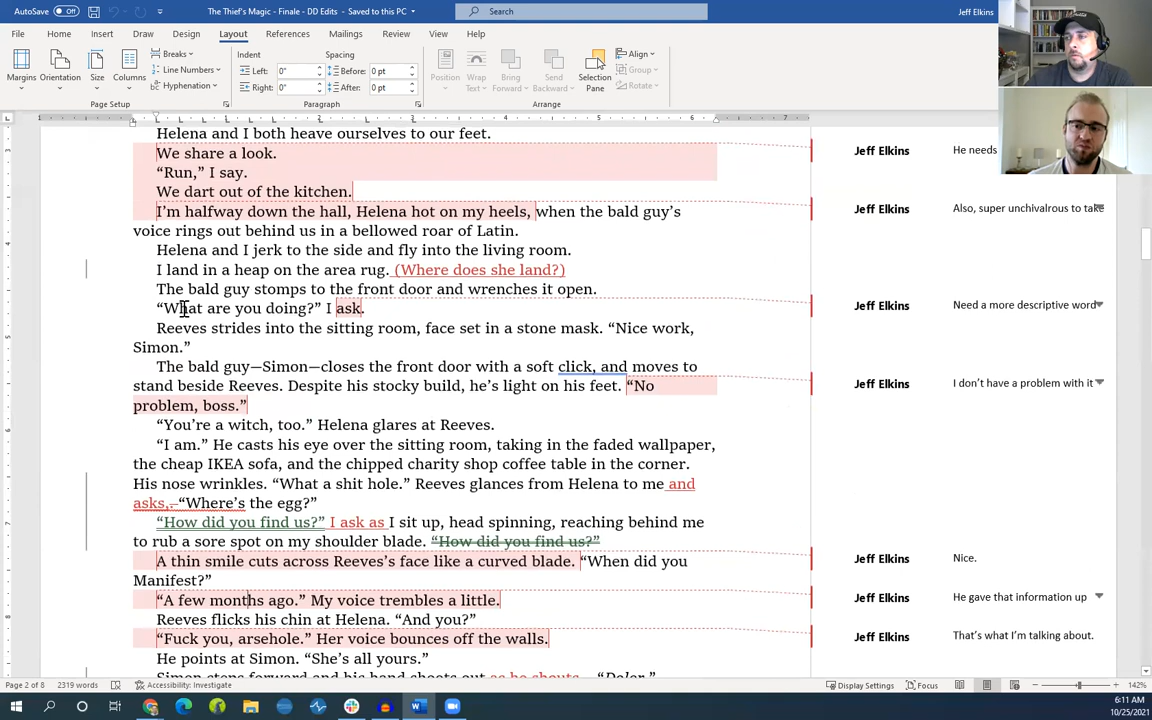 AutoSave Off
The Thief's Magic - Finale - DD Edits - Saved to this PC
Search
Jeff Elkins
File Home Insert Draw Design Layout References Mailings Review View Help
Margins Orientation Size Columns
Breaks
Line Numbers
Hyphenation
Page Setup
Indent Spacing
Left: 0" Before: 0 pt
Right: 0" After: 0 pt
Paragraph
Position Wrap Text Bring Forward Send Backward Selection Pane
Align
Group
Rotate
Arrange
Helena and I both heave ourselves to our feet.
We share a look.
“Run,” I say.
We dart out of the kitchen.
I’m halfway down the hall, Helena hot on my heels, when the bald guy’s
voice rings out behind us in a bellowed roar of Latin.
Helena and I jerk to the side and fly into the living room.
I land in a heap on the area rug. (Where does she land?)
The bald guy stomps to the front door and wrenches it open.
“What are you doing?” I ask.
Reeves strides into the sitting room, face set in a stone mask. “Nice work,
Simon.”
The bald guy—Simon—closes the front door with a soft click, and moves to
stand beside Reeves. Despite his stocky build, he’s light on his feet. “No
problem, boss.”
“You’re a witch, too.” Helena glares at Reeves.
“I am.” He casts his eye over the sitting room, taking in the faded wallpaper,
the cheap IKEA sofa, and the chipped charity shop coffee table in the corner.
His nose wrinkles. “What a shit hole.” Reeves glances from Helena to me and
asks,. “Where’s the egg?”
“How did you find us?” I ask as I sit up, head spinning, reaching behind me
to rub a sore spot on my shoulder blade. “How did you find us?”
A thin smile cuts across Reeves’s face like a curved blade. “When did you
Manifest?”
“A few months ago.” My voice trembles a little.
Reeves flicks his chin at Helena. “And you?”
“Fuck you, arsehole.” Her voice bounces off the walls.
He points at Simon. “She’s all yours.”
Simon steps forward and his hand shoots out as he shouts, “Dolor.”
Jeff Elkins He needs
Jeff Elkins Also, super unchivalrous to take
Jeff Elkins Need a more descriptive word
Jeff Elkins I don't have a problem with it
Jeff Elkins Nice.
Jeff Elkins He gave that information up
Jeff Elkins That's what I'm talking about.
Page 2 of 8 2319 words Accessibility: Investigate Display Settings Focus 142%
6:11 AM
10/25/2021